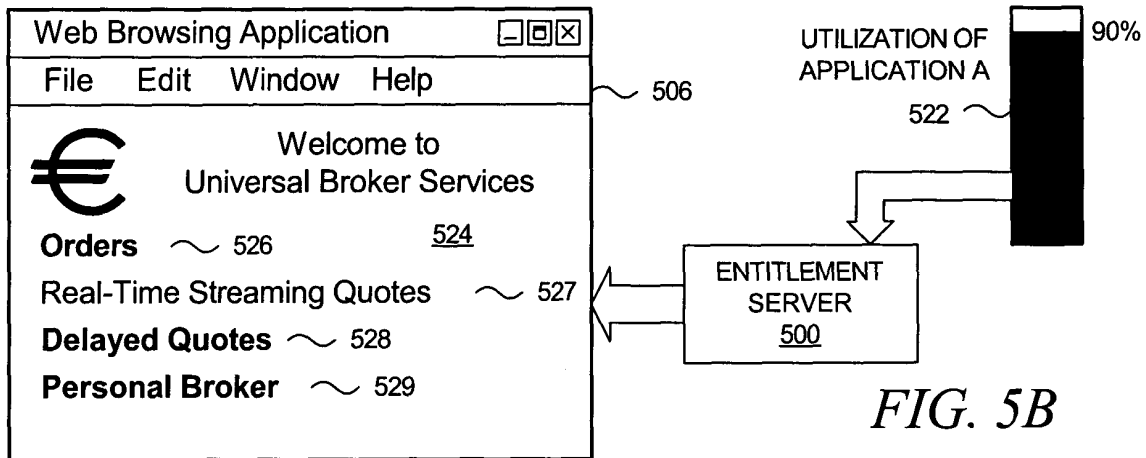 Web Browsing Application
File Edit Window Help
506
€
Welcome to
Universal Broker Services
524
Orders 526
Real-Time Streaming Quotes 527
Delayed Quotes 528
Personal Broker 529
UTILIZATION OF
APPLICATION A
522
90%
ENTITLEMENT
SERVER
500
FIG. 5B